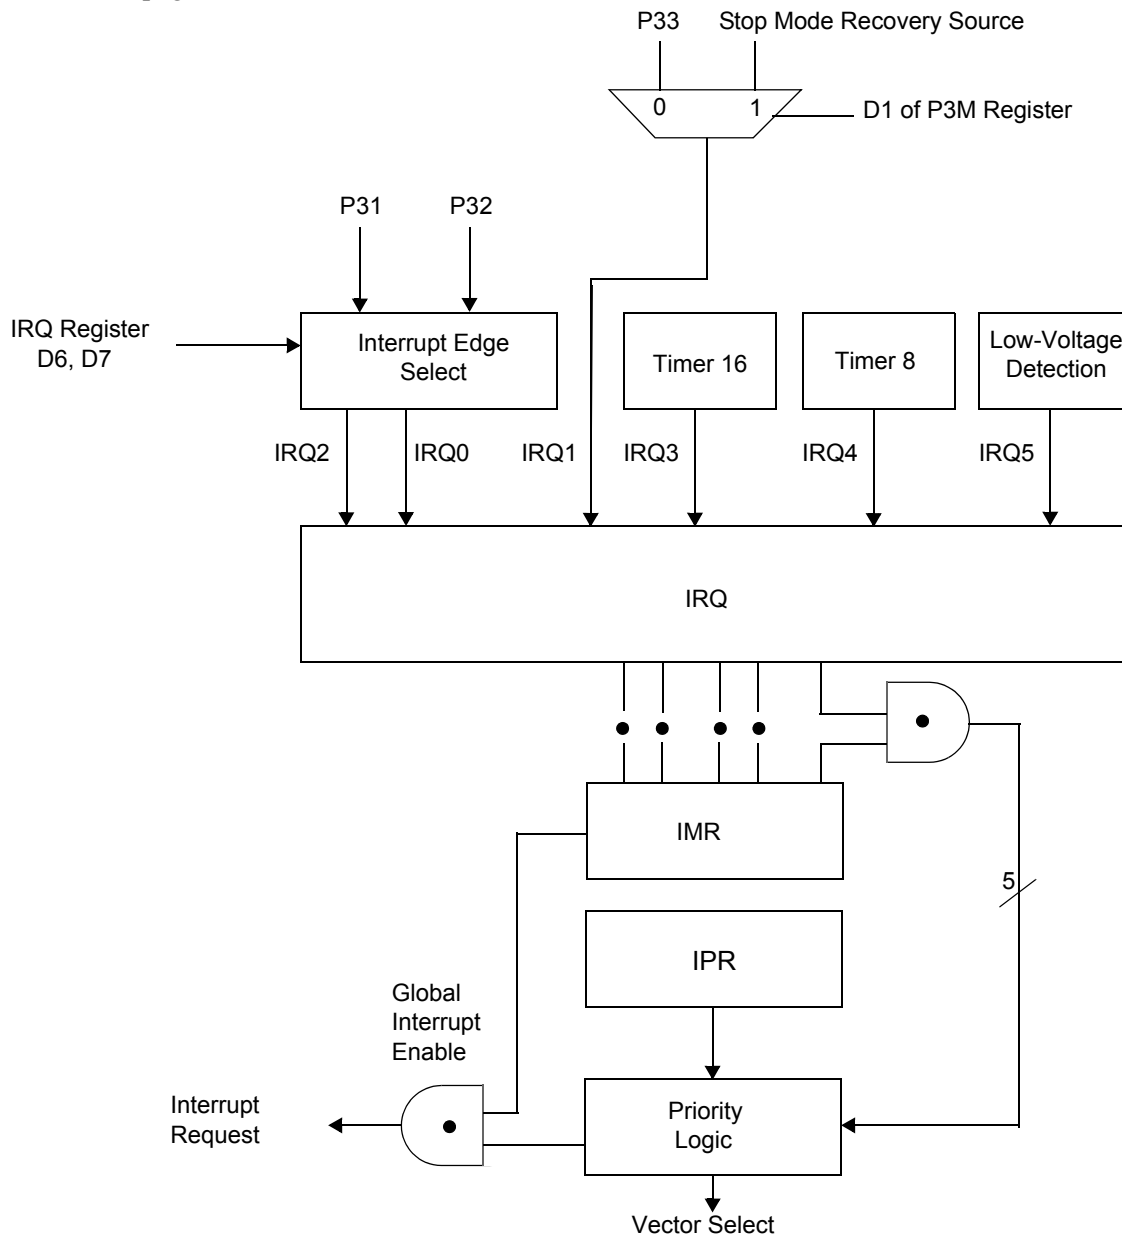 P33 Stop Mode Recovery Source
0 1
D1 of P3M Register
P31 P32
IRQ Register
D6, D7
Interrupt Edge
Select
Timer 16
Timer 8
Low-Voltage
Detection
IRQ2 IRQ0 IRQ1 IRQ3 IRQ4 IRQ5
IRQ
IMR
5
IPR
Global
Interrupt
Enable
Interrupt
Request
Priority
Logic
Vector Select